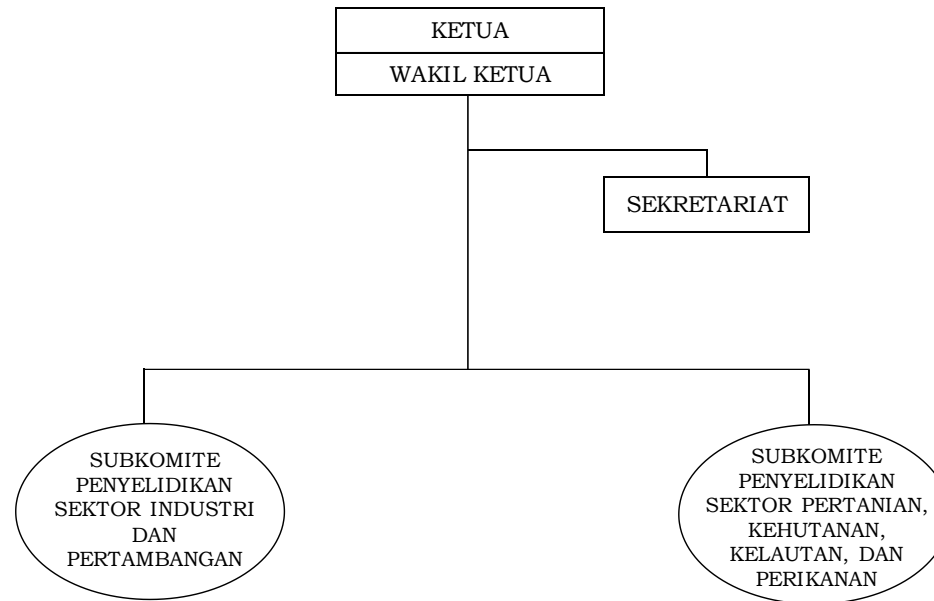 KETUA
WAKIL KETUA
SEKRETARIAT
SUBKOMITE
PENYELIDIKAN
SEKTOR INDUSTRI
DAN
PERTAMBANGAN
SUBKOMITE
PENYELIDIKAN
SEKTOR PERTANIAN,
KEHUTANAN,
KELAUTAN, DAN
PERIKANAN